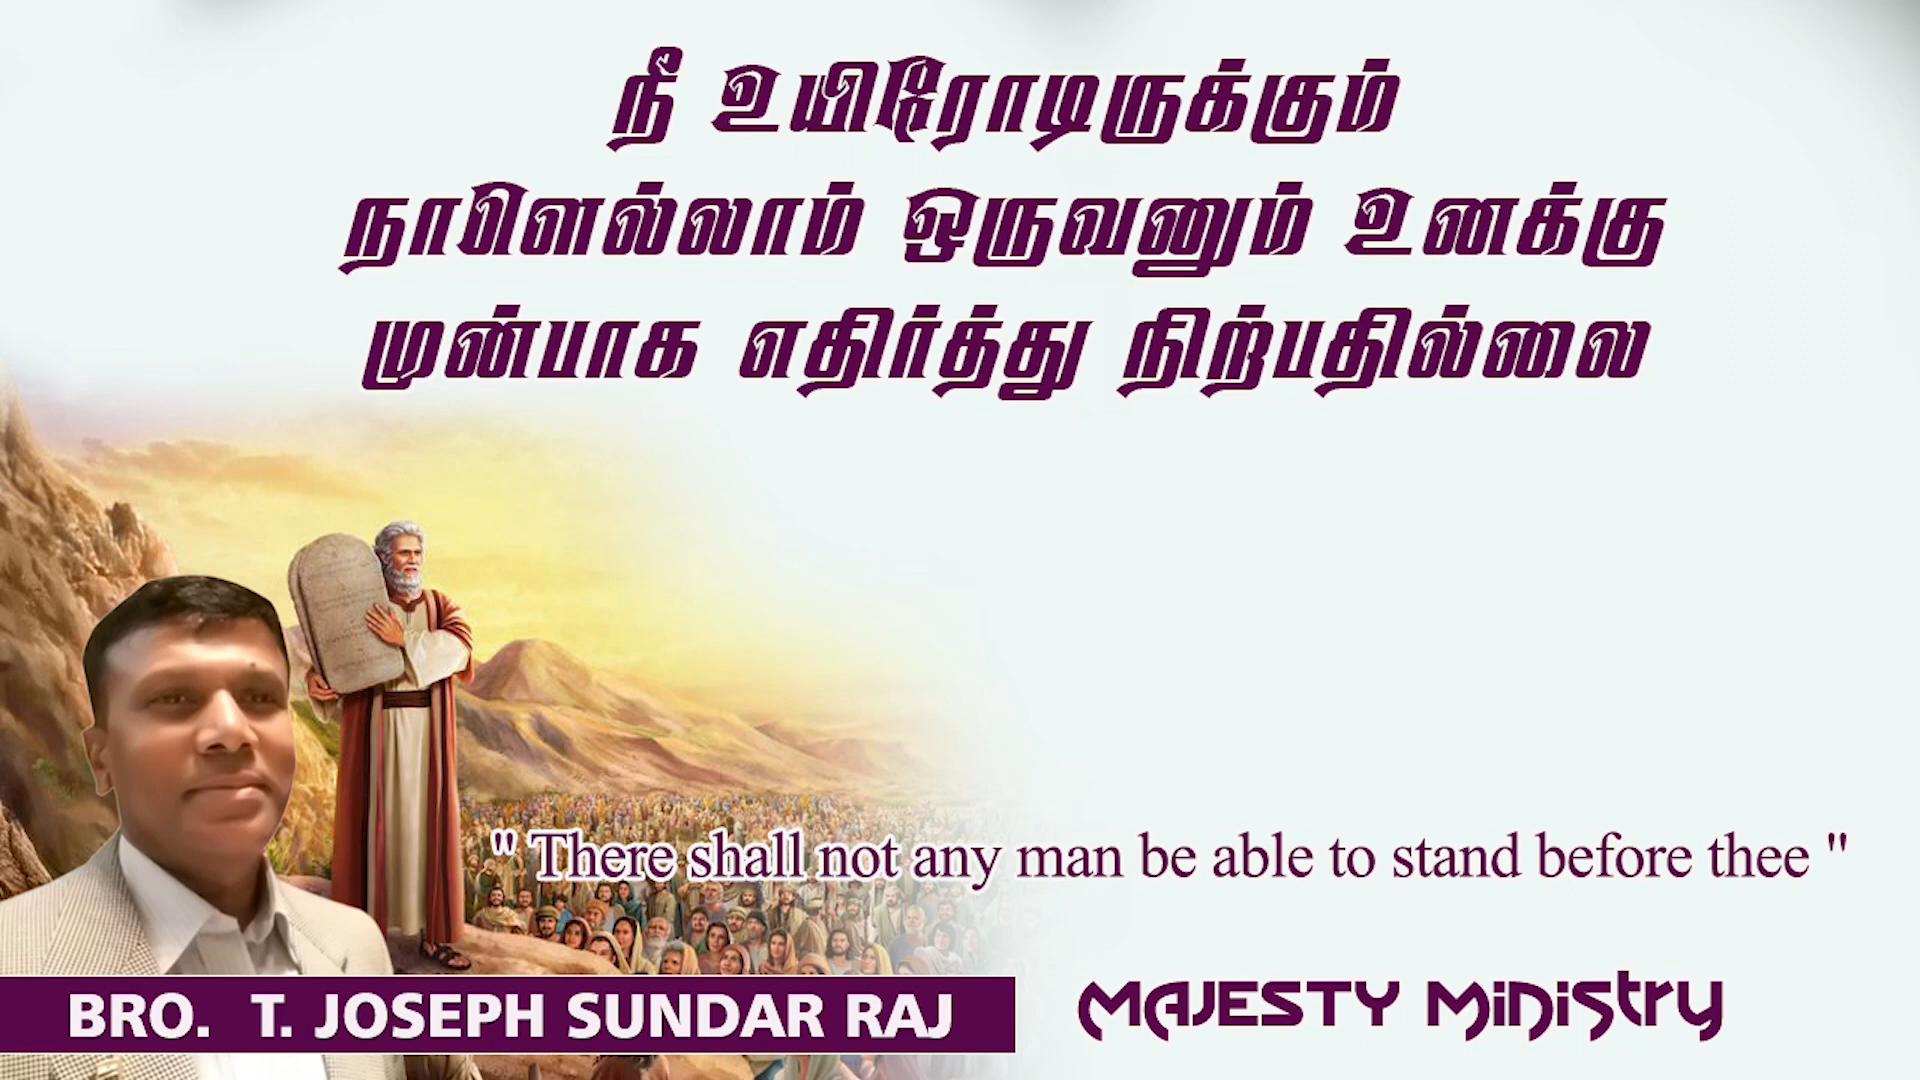 நீ உயிரோடிருக்கும்
நாளெல்லாம் ஒருவனும் உனக்கு
முன்பாக எதிர்த்து நிற்பதில்லை
" There shall not any man be able to stand before thee "
BRO. T. JOSEPH SUNDAR RAJ
MAJESTY MiniStry